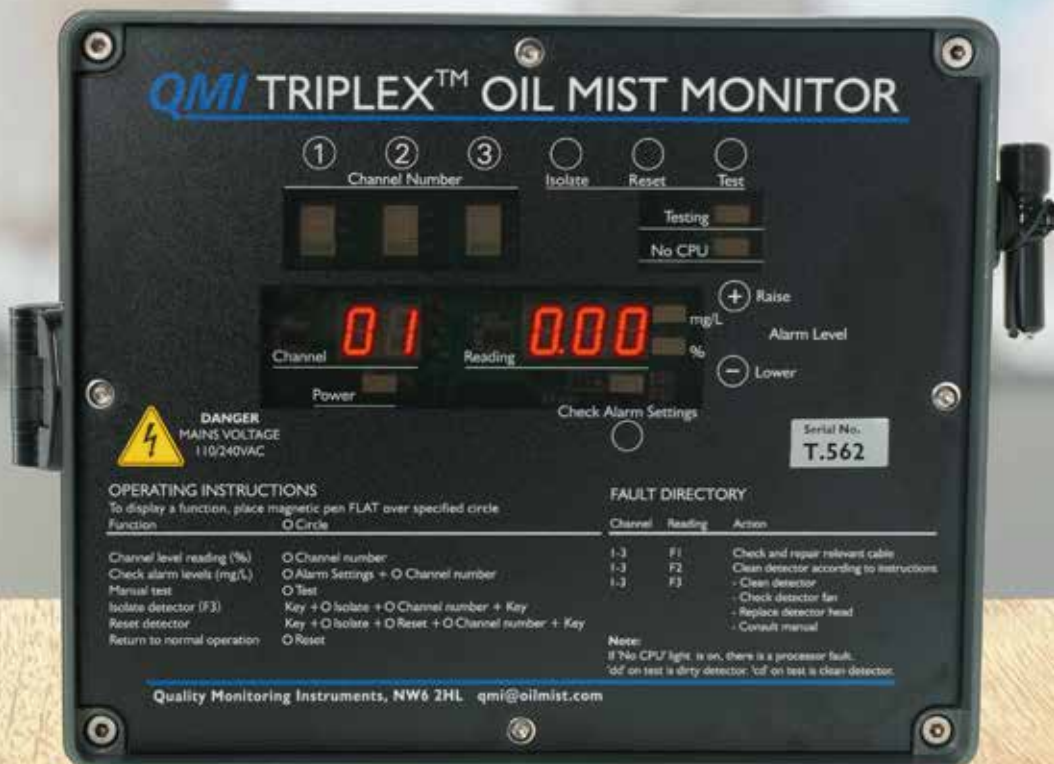 QMI TRIPLEX™ OIL MIST MONITOR
① ② ③
Channel Number
Isolate Reset Test
Testing
No CPU
+ Raise
mg/L
Alarm Level
%
01 0.00
Channel Reading
− Lower
Power
Check Alarm Settings
DANGER
MAINS VOLTAGE
110/240VAC
Serial No.
T.562
OPERATING INSTRUCTIONS
To display a function, place magnetic pen FLAT over specified circle
Function O Circle
Channel level reading (%) O Channel number
Check alarm levels (mg/L) O Alarm Settings + O Channel number
Manual test O Test
Isolate detector (F3) Key + O Isolate + O Channel number + Key
Reset detector Key + O Isolate + O Reset + O Channel number + Key
Return to normal operation O Reset
FAULT DIRECTORY
Channel Reading Action
1-3 F1 Check and repair relevant cable
1-3 F2 Clean detector according to instructions
1-3 F3 - Clean detector
- Check detector fan
- Replace detector head
- Consult manual
Note:
If 'No CPU' light is on, there is a processor fault.
'dd' on test is dirty detector. 'cd' on test is clean detector.
Quality Monitoring Instruments, NW6 2HL qmi@oilmist.com